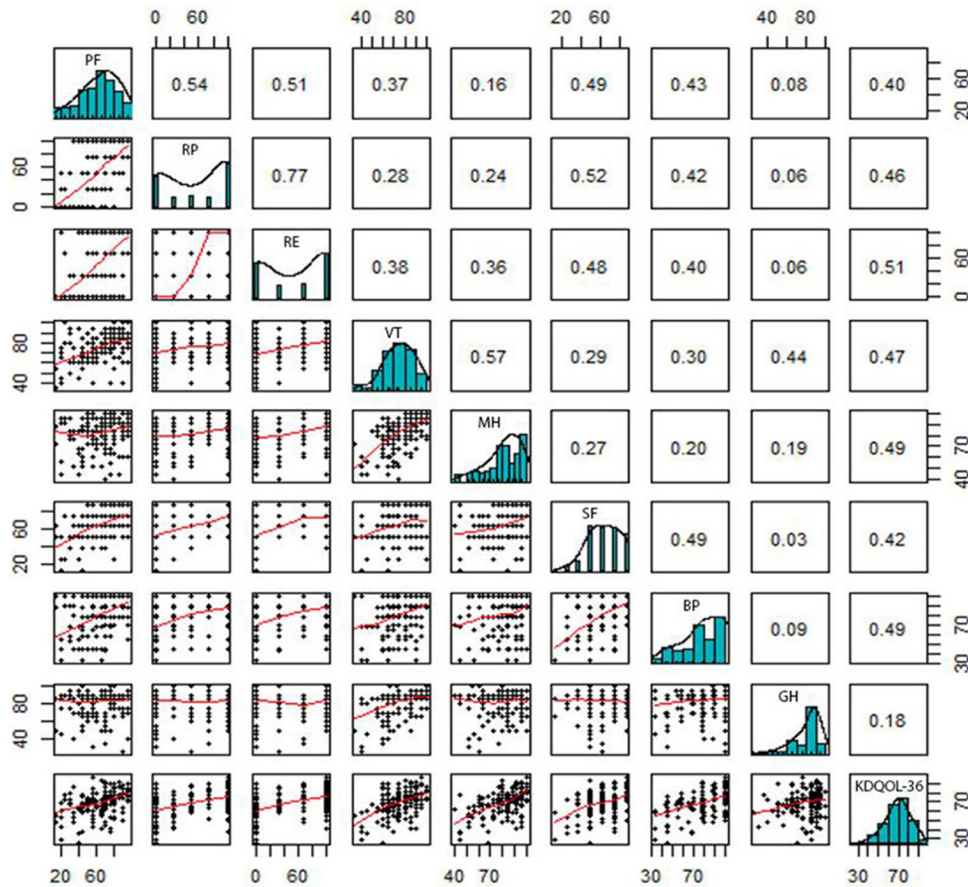 0 60 40 80 20 60 40 80
PF 0.54 0.51 0.37 0.16 0.49 0.43 0.08 0.40 20 60
0 60 RP 0.77 0.28 0.24 0.52 0.42 0.06 0.46
RE 0.38 0.36 0.48 0.40 0.06 0.51 0 60
40 80 VT 0.57 0.29 0.30 0.44 0.47
MH 0.27 0.20 0.19 0.49 40 70
20 60 SF 0.49 0.03 0.42
BP 0.09 0.49 30 70
40 80 GH 0.18
KDQOL-36 30 70
20 60 0 60 40 70 30 70 30 70